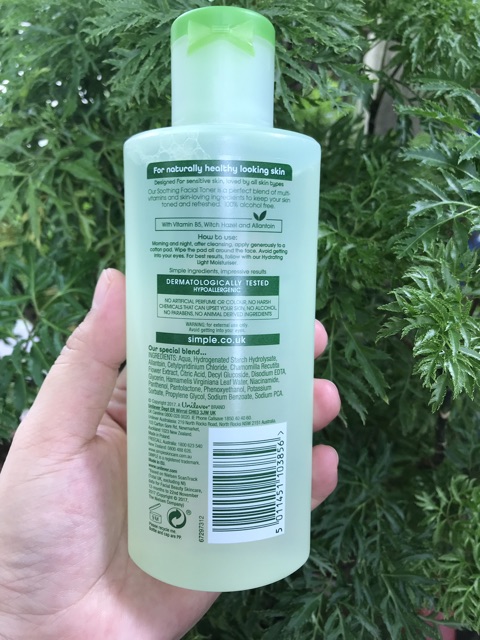 For naturally healthy looking skin
Designed for sensitive skin, loved by all skin types
Our Soothing Facial Toner is a perfect blend of multi-
vitamins and skin-loving ingredients to keep your skin
toned and refreshed. 100% alcohol free.
With Vitamin B5, Witch Hazel and Allantoin
How to use:
Morning and night, after cleansing, apply generously to a
cotton pad. Wipe the pad all around the face. Avoid getting
into your eyes. For best results, follow with our Hydrating
Light Moisturiser.
Simple ingredients, impressive results
DERMATOLOGICALLY TESTED
HYPOALLERGENIC
NO ARTIFICIAL PERFUME OR COLOUR, NO HARSH
CHEMICALS THAT CAN UPSET YOUR SKIN, NO ALCOHOL,
NO PARABENS, NO ANIMAL DERIVED INGREDIENTS
WARNING: for external use only
Avoid getting into your eyes
simple.co.uk
Our special blend...
INGREDIENTS: Aqua, Hydrogenated Starch Hydrolysate,
Allantoin, Cetylpyridinium Chloride, Chamomilla Recutita
Flower Extract, Citric Acid, Decyl Glucoside, Disodium EDTA,
Glycerin, Hamamelis Virginiana Leaf Water, Niacinamide,
Panthenol, Pantolactone, Phenoxyethanol, Potassium
Sorbate, Propylene Glycol, Sodium Benzoate, Sodium PCA.
© Copyright 2017. A Unilever BRAND
5 011451 103856
67297312